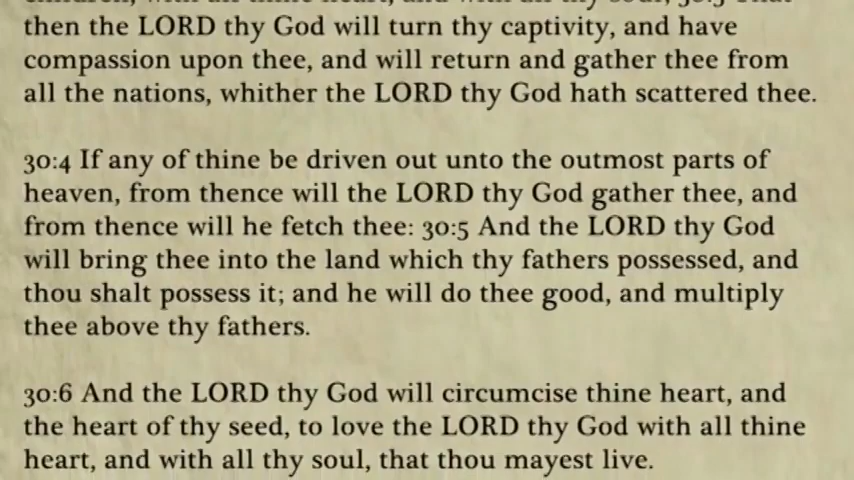 then the LORD thy God will turn thy captivity, and have
compassion upon thee, and will return and gather thee from
all the nations, whither the LORD thy God hath scattered thee.
30:4 If any of thine be driven out unto the outmost parts of
heaven, from thence will the LORD thy God gather thee, and
from thence will he fetch thee: 30:5 And the LORD thy God
will bring thee into the land which thy fathers possessed, and
thou shalt possess it; and he will do thee good, and multiply
thee above thy fathers.
30:6 And the LORD thy God will circumcise thine heart, and
the heart of thy seed, to love the LORD thy God with all thine
heart, and with all thy soul, that thou mayest live.